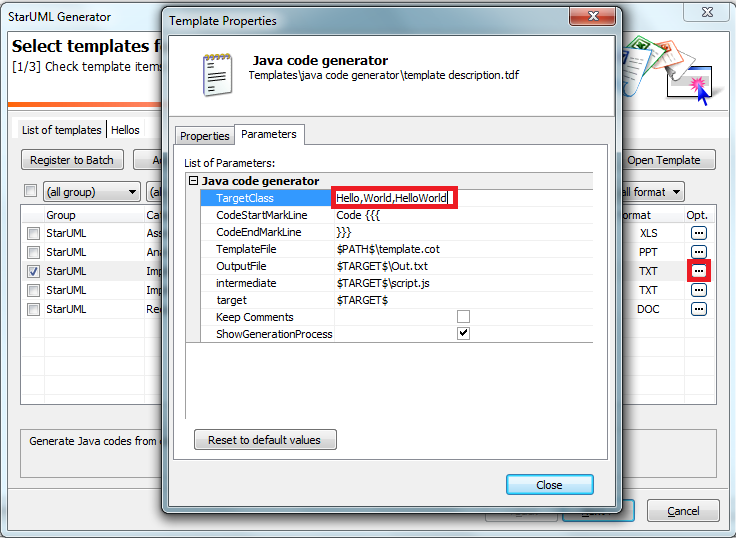 StarUML Generator
Select templates f
[1/3] Check template items
List of templates
Hellos
Register to Batch
Open Template
(all group)
all format
Group
ormat
Opt.
StarUML
XLS
StarUML
PPT
StarUML
TXT
StarUML
TXT
StarUML
DOC
Generate Java codes from
Cancel
Template Properties
Java code generator
Templates\java code generator\template description.tdf
Properties
Parameters
List of Parameters:
Java code generator
TargetClass Hello,World,HelloWorld
CodeStartMarkLine Code {{{
CodeEndMarkLine }}}
TemplateFile $PATH$\template.cot
OutputFile $TARGET$\Out.txt
intermediate $TARGET$\script.js
target $TARGET$
Keep Comments
ShowGenerationProcess
Reset to default values
Close